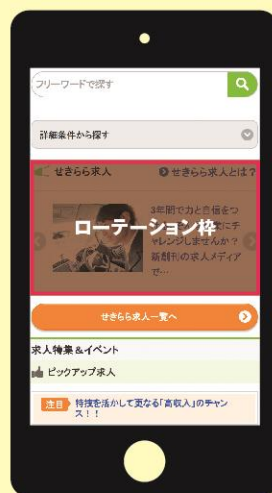 フリーワードで探す
詳細条件から探す
せきらら求人 せきらら求人とは?
3年間で力と自信をつ
ローテーション枠
ャレンジしませんか?
新創刊の求人メディア
で…
せきらら求人一覧へ
求人特集&イベント
ピックアップ求人
注目 特技を活かして更なる「高収入」のチャン
ス!!